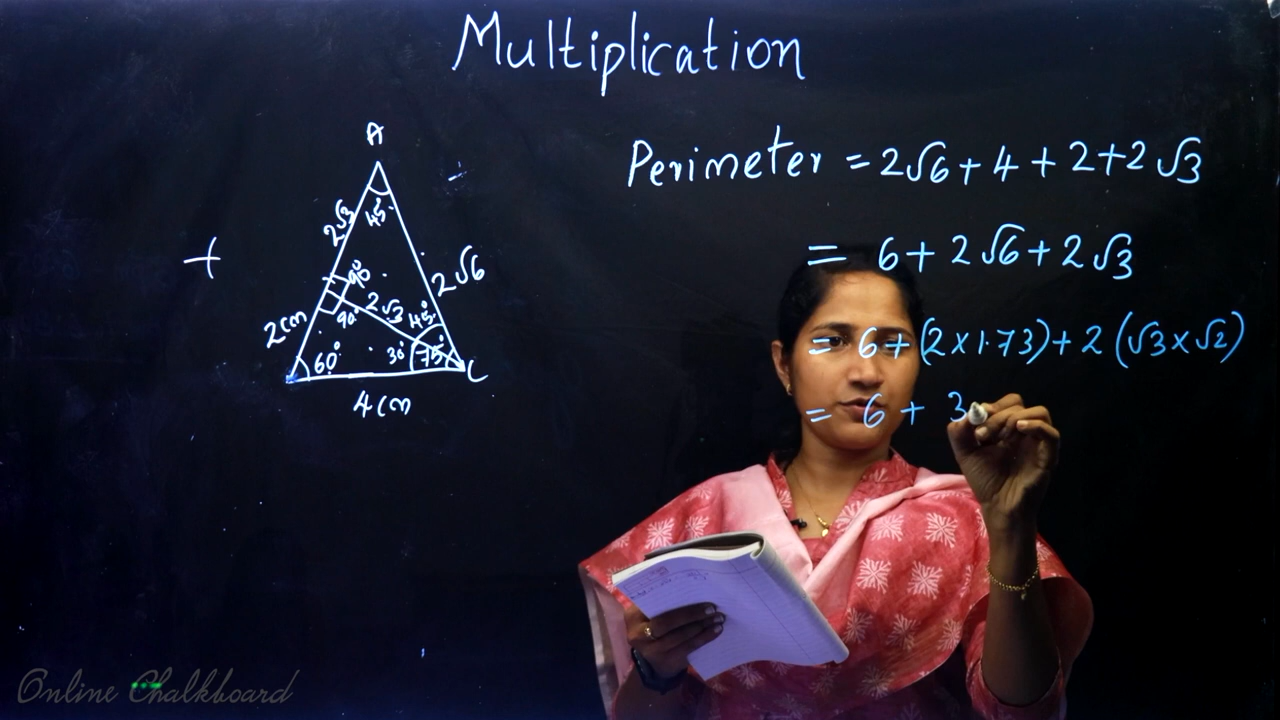 Multiplication
A
45°
2√3
90°
2√6
2√3
45°
2cm
90°
60°
30°
75°
C
4cm
+
Perimeter = 2√6 + 4 + 2 + 2√3
= 6 + 2√6 + 2√3
= 6 + (2 × 1.73) + 2 (√3 × √2)
= 6 + 3
Online Chalkboard